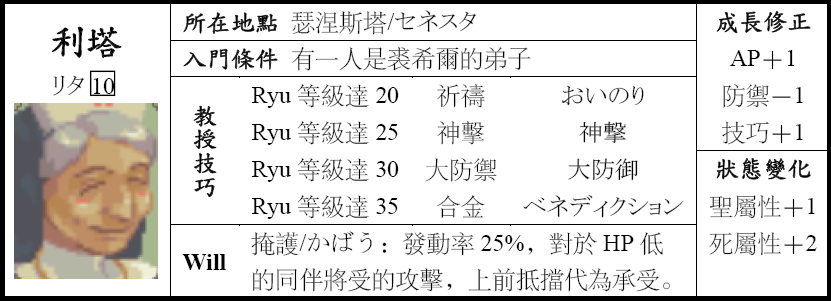 利塔
リタ 10
所在地點 瑟涅斯塔/セネスタ
入門條件 有一人是裘希爾的弟子
教授技巧
Ryu 等級達 20 祈禱 おいのり
Ryu 等級達 25 神擊 神撃
Ryu 等級達 30 大防禦 大防御
Ryu 等級達 35 合金 ベネディクション
Will
掩護/かばう：發動率 25%，對於 HP 低
的同伴將受的攻擊，上前抵擋代為承受。
成長修正
AP＋1
防禦－1
技巧＋1
狀態變化
聖屬性＋1
死屬性＋2